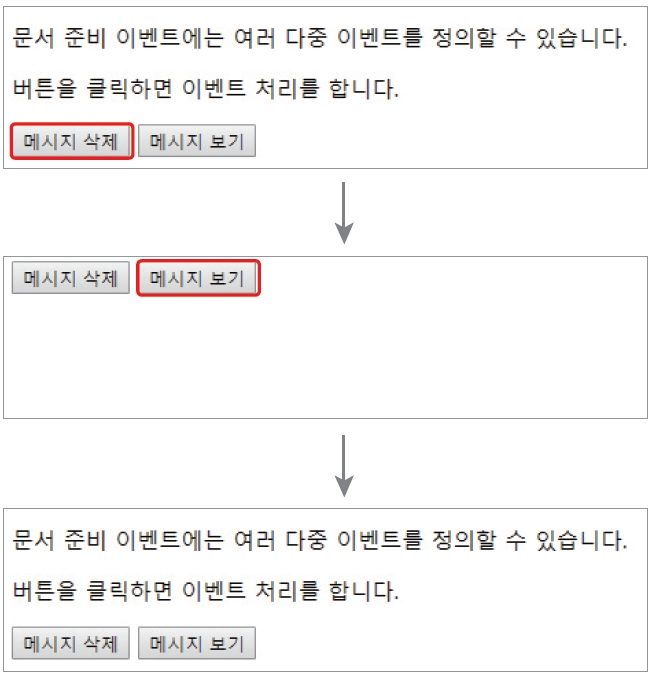 문서 준비 이벤트에는 여러 다중 이벤트를 정의할 수 있습니다.
버튼을 클릭하면 이벤트 처리를 합니다.
메시지 삭제 메시지 보기
메시지 삭제 메시지 보기
문서 준비 이벤트에는 여러 다중 이벤트를 정의할 수 있습니다.
버튼을 클릭하면 이벤트 처리를 합니다.
메시지 삭제 메시지 보기